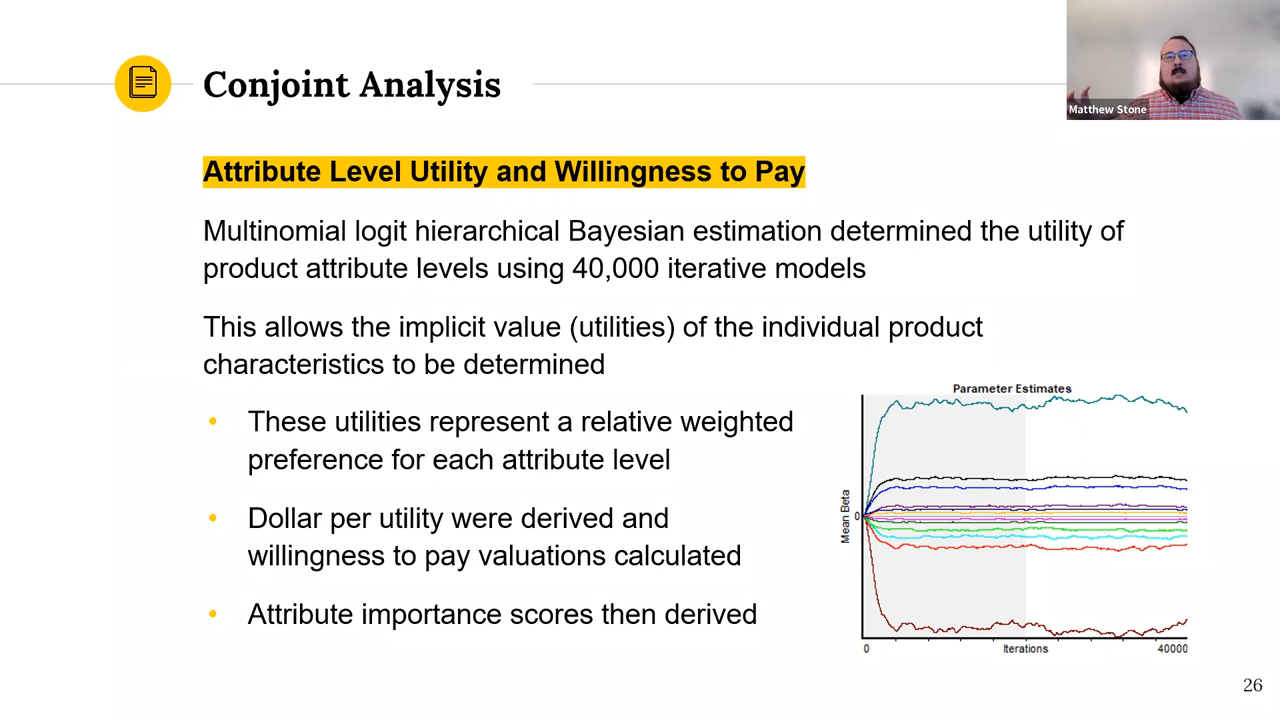 Conjoint Analysis
Matthew Stone
Attribute Level Utility and Willingness to Pay
Multinomial logit hierarchical Bayesian estimation determined the utility of
product attribute levels using 40,000 iterative models
This allows the implicit value (utilities) of the individual product
characteristics to be determined
• These utilities represent a relative weighted
preference for each attribute level
• Dollar per utility were derived and
willingness to pay valuations calculated
• Attribute importance scores then derived
Parameter Estimates
Mean Beta
0
0
Iterations
40000
26